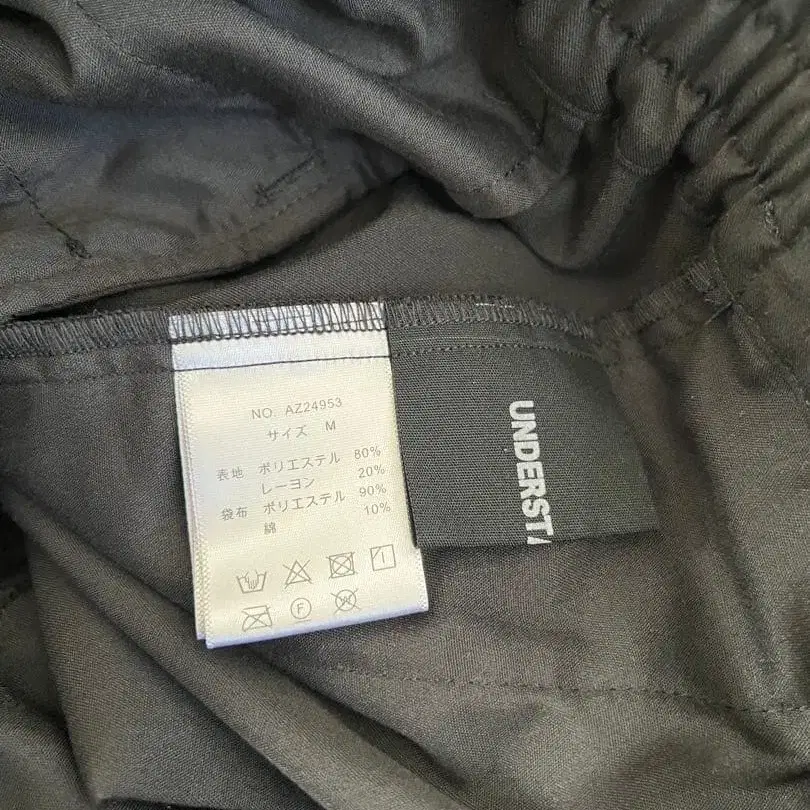 NO. AZ24953
サイズ M
表地 ポリエステル 80%
レーヨン 20%
袋布 ポリエステル 90%
綿 10%
F
W
UNDERST